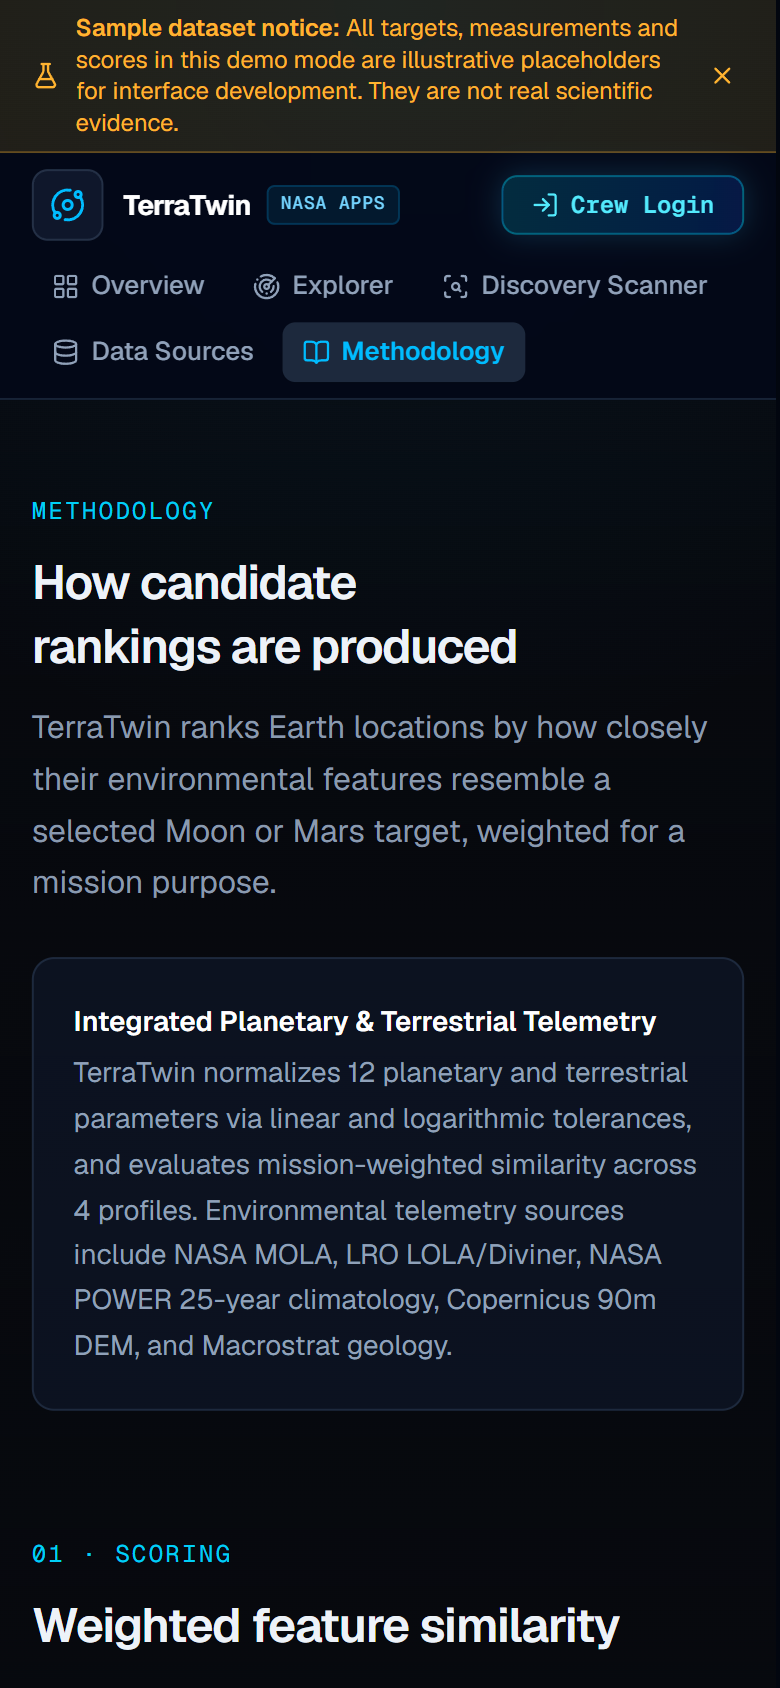 Sample dataset notice: All targets, measurements and
scores in this demo mode are illustrative placeholders
for interface development. They are not real scientific
evidence.
TerraTwin
NASA APPS
Crew Login
Overview
Explorer
Discovery Scanner
Data Sources
Methodology
METHODOLOGY
How candidate
rankings are produced
TerraTwin ranks Earth locations by how closely
their environmental features resemble a
selected Moon or Mars target, weighted for a
mission purpose.
Integrated Planetary & Terrestrial Telemetry
TerraTwin normalizes 12 planetary and terrestrial
parameters via linear and logarithmic tolerances,
and evaluates mission-weighted similarity across
4 profiles. Environmental telemetry sources
include NASA MOLA, LRO LOLA/Diviner, NASA
POWER 25-year climatology, Copernicus 90m
DEM, and Macrostrat geology.
01 · SCORING
Weighted feature similarity